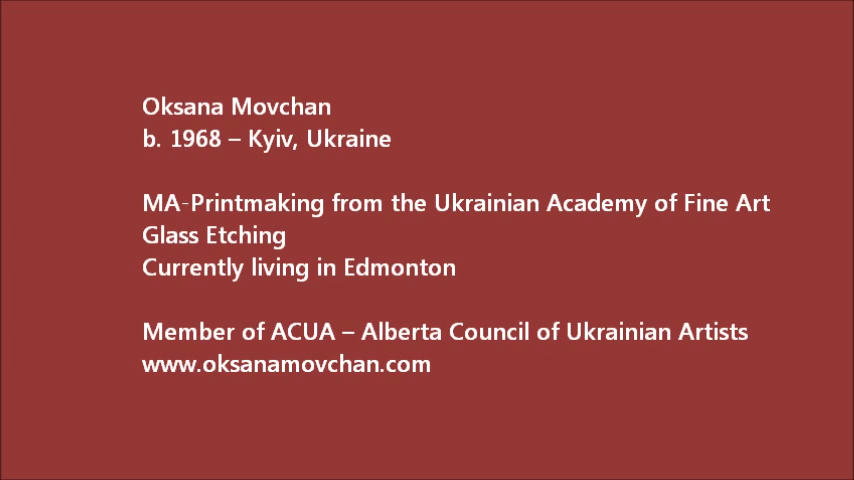 Oksana Movchan
b. 1968 – Kyiv, Ukraine
MA-Printmaking from the Ukrainian Academy of Fine Art
Glass Etching
Currently living in Edmonton
Member of ACUA – Alberta Council of Ukrainian Artists
www.oksanamovchan.com